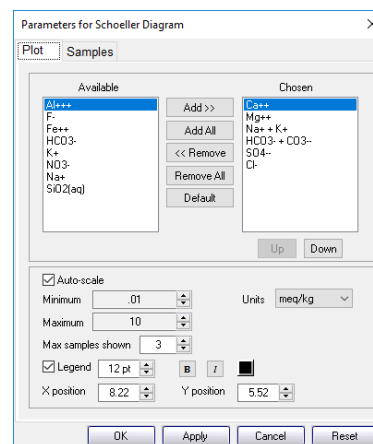 Parameters for Schoeller Diagram
Plot Samples
Available Chosen
Al+++
F-
Fe++
HCO3-
K+
NO3-
Na+
SiO2(aq)
Add >>
Add All
<< Remove
Remove All
Default
Ca++
Mg++
Na+ + K+
HCO3- + CO3--
SO4--
Cl-
Up Down
Auto-scale
Minimum .01 Units meq/kg
Maximum 10
Max samples shown 3
Legend 12 pt B I
X position 8.22 Y position 5.52
OK Apply Cancel Reset